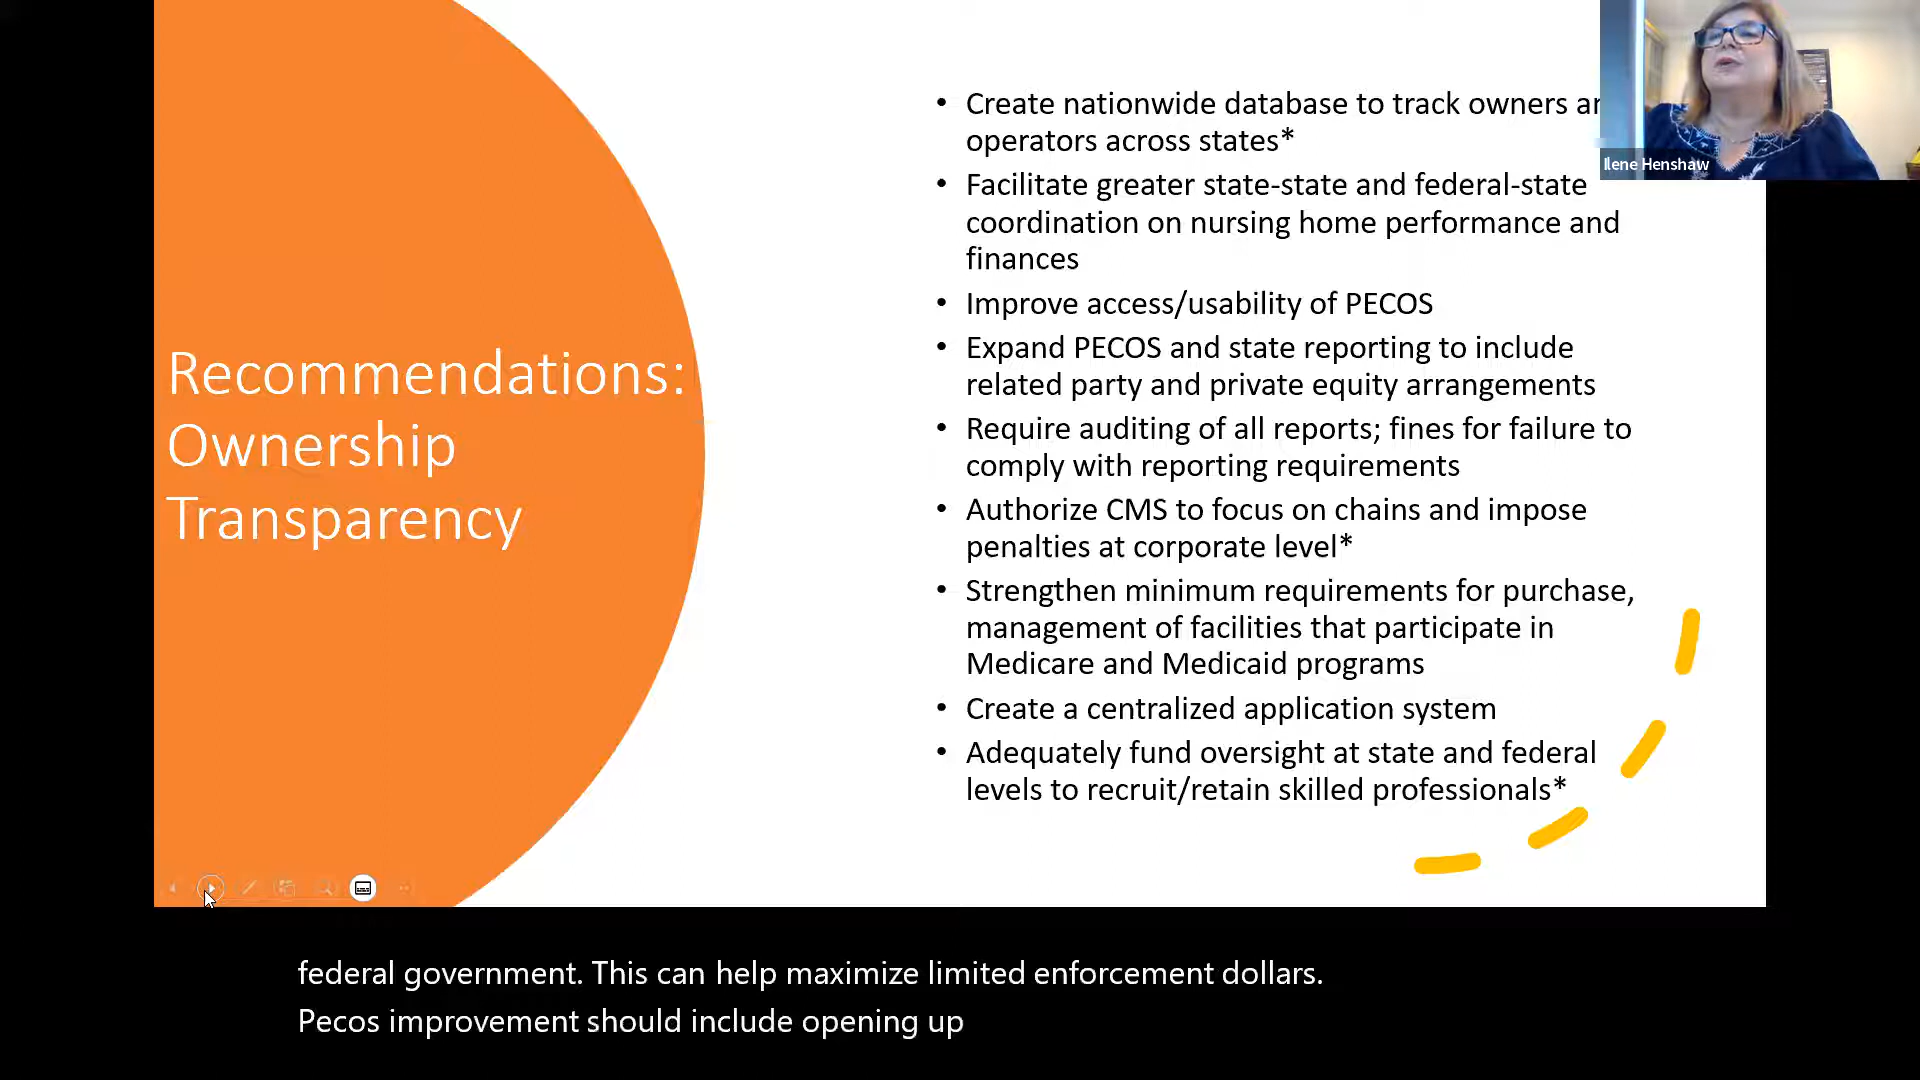 Recommendations:
Ownership
Transparency
• Create nationwide database to track owners
operators across states*
• Facilitate greater state-state and federal-state
coordination on nursing home performance and
finances
• Improve access/usability of PECOS
• Expand PECOS and state reporting to include
related party and private equity arrangements
• Require auditing of all reports; fines for failure to
comply with reporting requirements
• Authorize CMS to focus on chains and impose
penalties at corporate level*
• Strengthen minimum requirements for purchase,
management of facilities that participate in
Medicare and Medicaid programs
• Create a centralized application system
• Adequately fund oversight at state and federal
levels to recruit/retain skilled professionals*
Ilene Henshaw
federal government. This can help maximize limited enforcement dollars.
Pecos improvement should include opening up